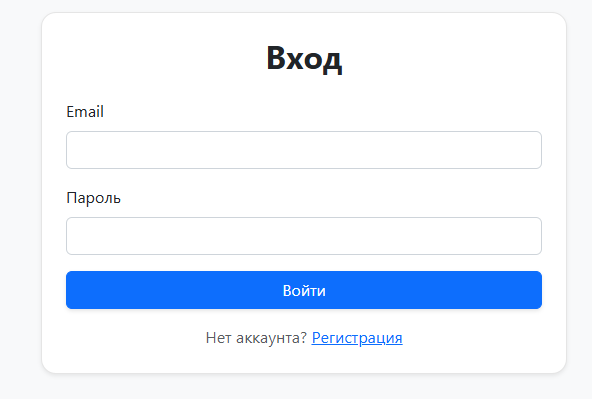 Вход
Email
Пароль
Войти
Нет аккаунта? Регистрация